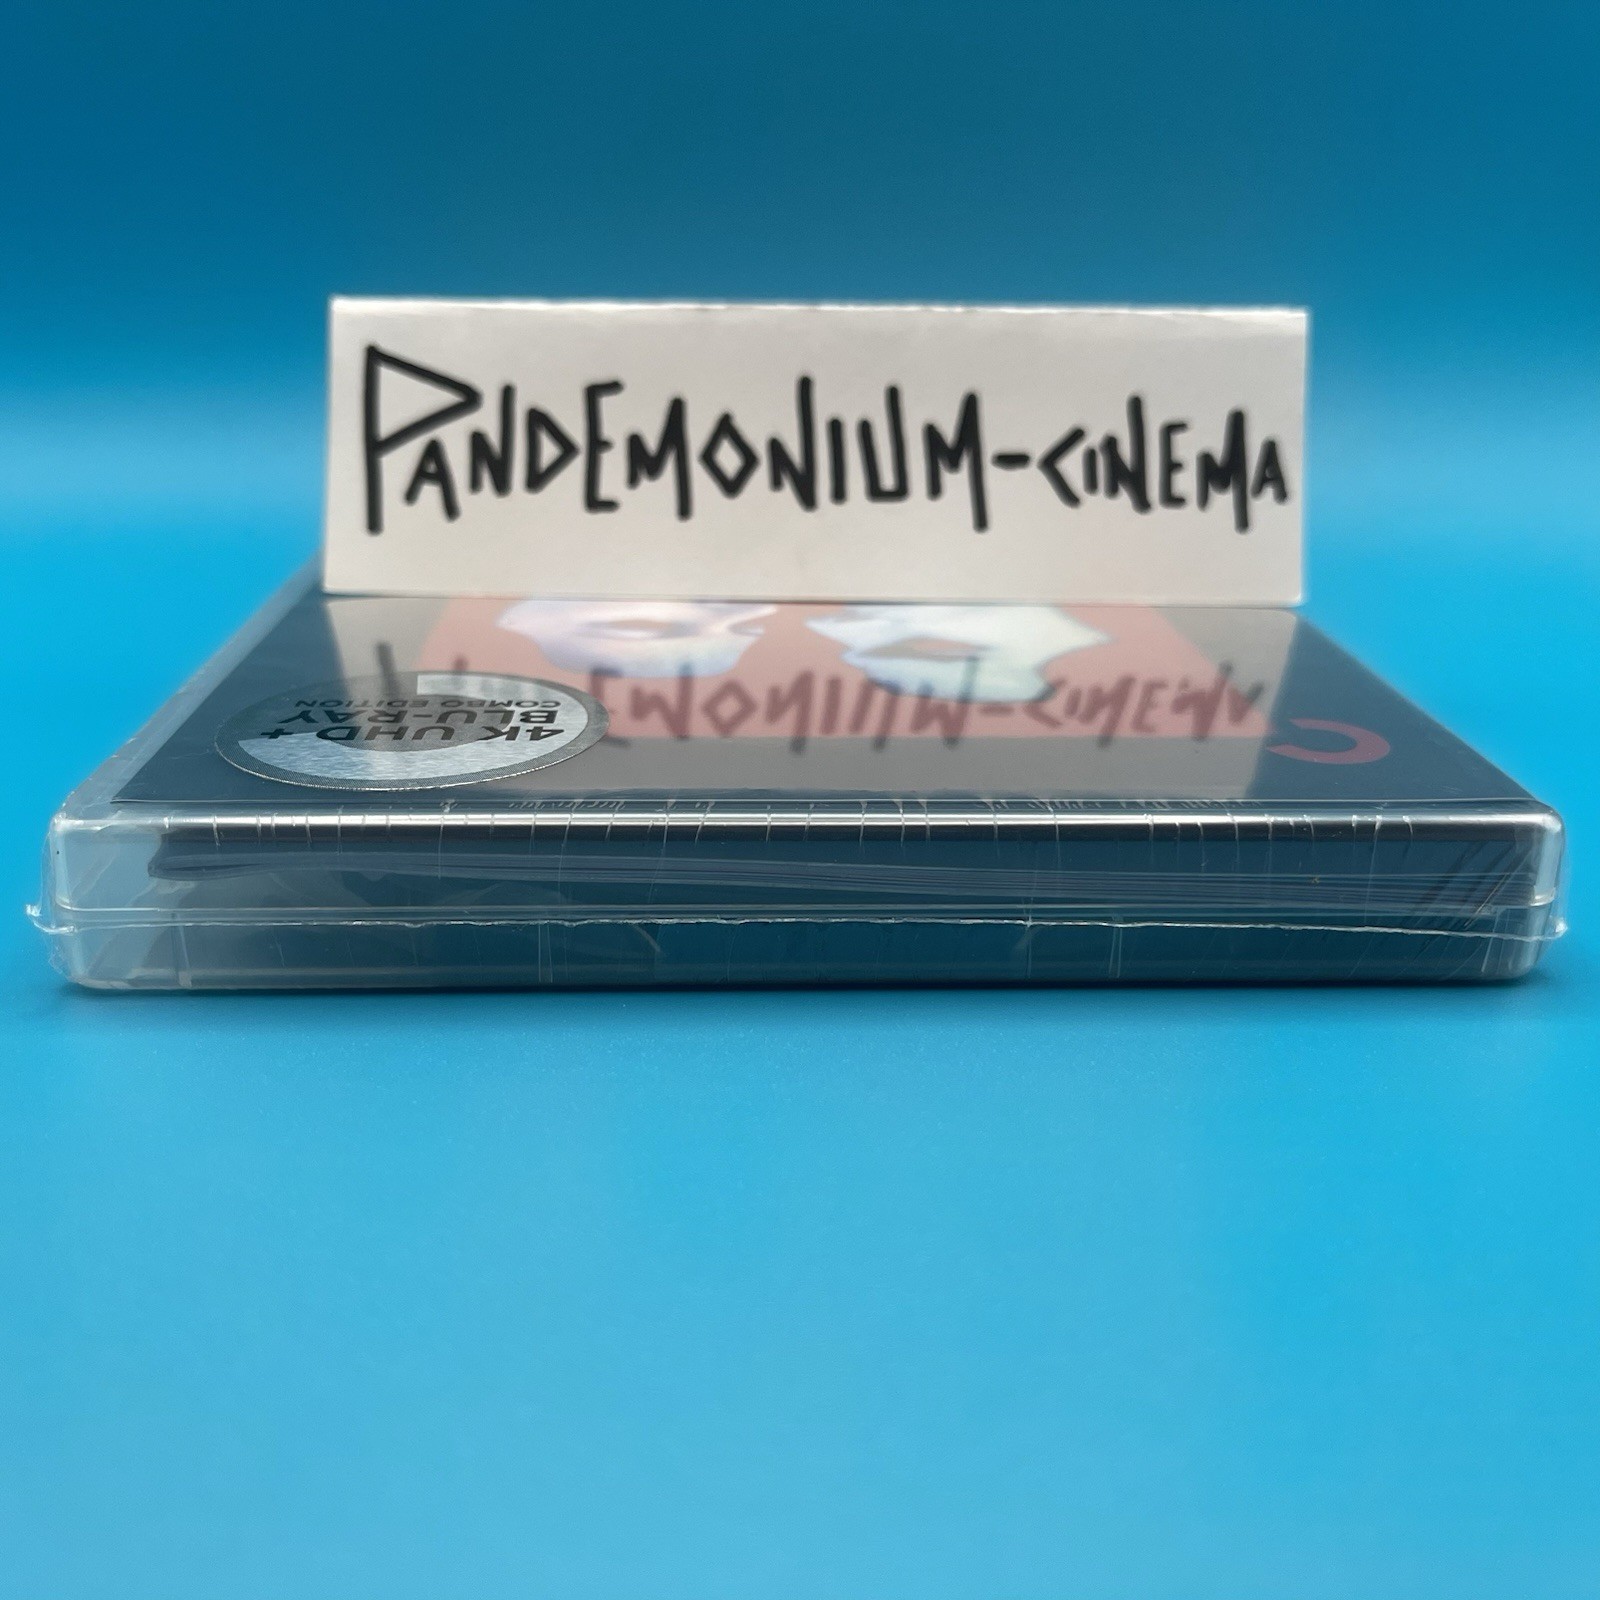 PANDEMONIUM-CINEMA
4K UHD +
BLU-RAY
COMBO EDITION